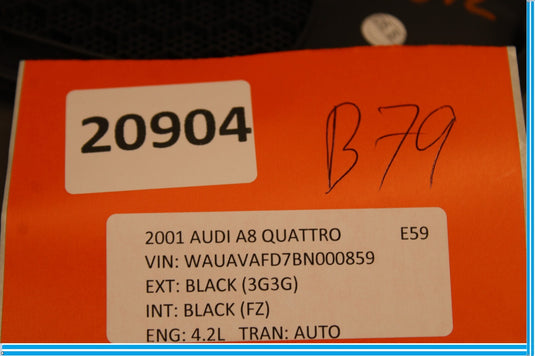 20904
B79
2001 AUDI A8 QUATTRO E59
VIN: WAUAVAFD7BN000859
EXT: BLACK (3G3G)
INT: BLACK (FZ)
ENG: 4.2L TRAN: AUTO